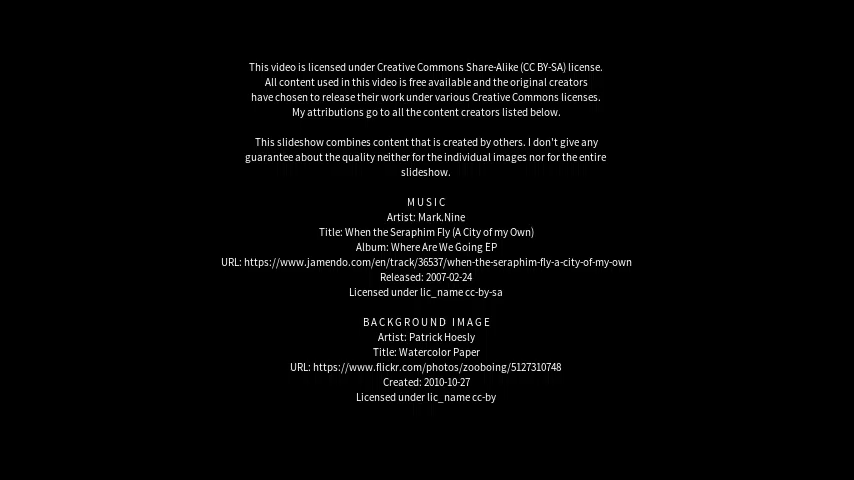 This video is licensed under Creative Commons Share-Alike (CC BY-SA) license.
All content used in this video is free available and the original creators
have chosen to release their work under various Creative Commons licenses.
My attributions go to all the content creators listed below.
This slideshow combines content that is created by others. I don't give any
guarantee about the quality neither for the individual images nor for the entire
slideshow.
MUSIC
Artist: Mark.Nine
Title: When the Seraphim Fly (A City of my Own)
Album: Where Are We Going EP
URL: https://www.jamendo.com/en/track/36537/when-the-seraphim-fly-a-city-of-my-own
Released: 2007-02-24
Licensed under lic_name cc-by-sa
BACKGROUND IMAGE
Artist: Patrick Hoesly
Title: Watercolor Paper
URL: https://www.flickr.com/photos/zooboing/5127310748
Created: 2010-10-27
Licensed under lic_name cc-by